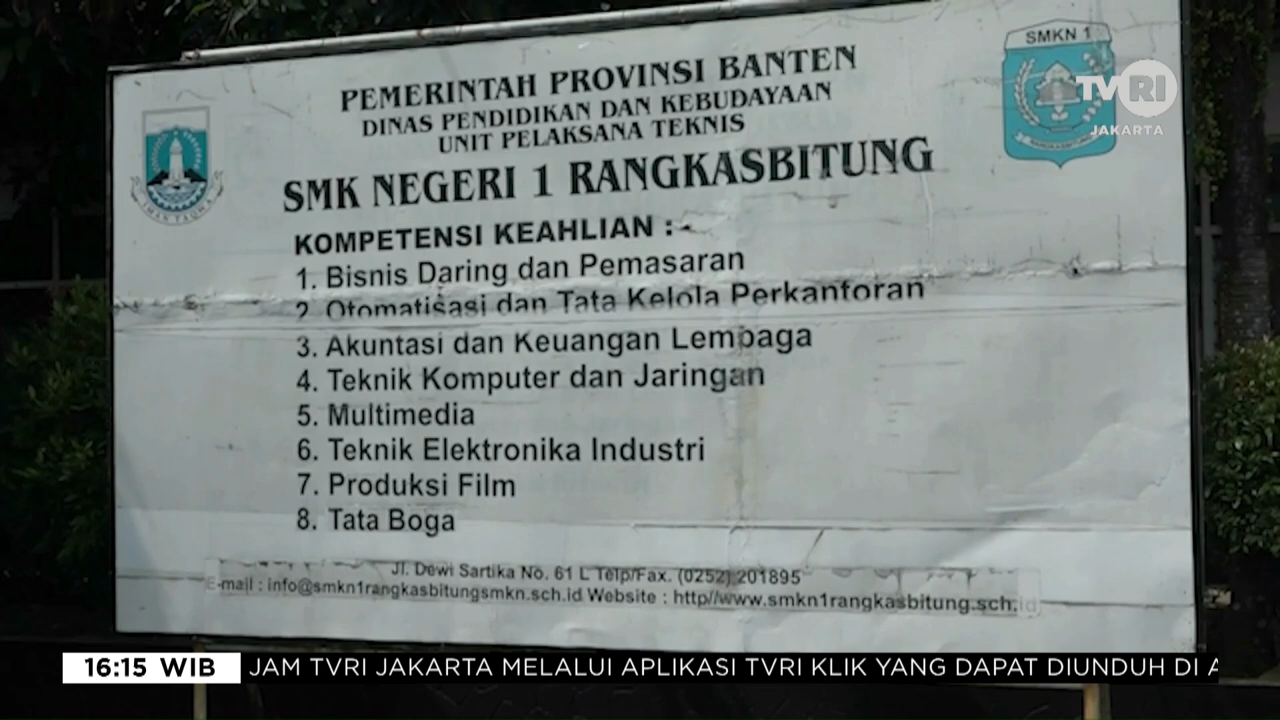 PEMERINTAH PROVINSI BANTEN
DINAS PENDIDIKAN DAN KEBUDAYAAN
UNIT PELAKSANA TEKNIS
SMK NEGERI 1 RANGKASBITUNG
KOMPETENSI KEAHLIAN :
1. Bisnis Daring dan Pemasaran
2. Otomatisasi dan Tata Kelola Perkantoran
3. Akuntasi dan Keuangan Lembaga
4. Teknik Komputer dan Jaringan
5. Multimedia
6. Teknik Elektronika Industri
7. Produksi Film
8. Tata Boga
Jl. Dewi Sartika No. 61 L Telp/Fax. (0252) 201895
E-mail : info@smkn1rangkasbitungsmkn.sch.id Website : http//www.smkn1rangkasbitung.sch.id
IMAN TAQWA
SMKN 1
RANGKASBITUNG
TVRI
JAKARTA
16:15 WIB
JAM TVRI JAKARTA MELALUI APLIKASI TVRI KLIK YANG DAPAT DIUNDUH DI A